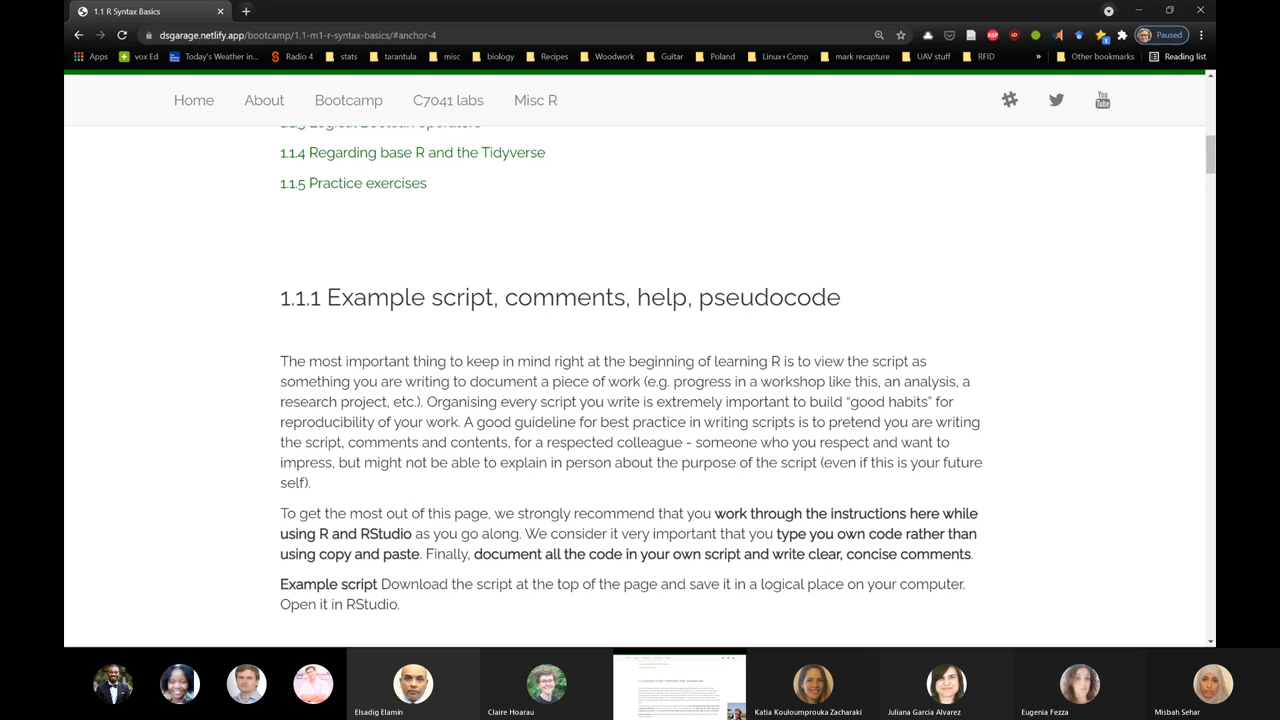 1.1 R Syntax Basics
dsgarage.netlify.app/bootcamp/1.1-m1-r-syntax-basics/#anchor-4
Paused
Apps vox Ed Today's Weather in... Radio 4 stats tarantula misc biology Recipes Woodwork Guitar Poland Linux+Comp mark recapture UAV stuff RFID » Other bookmarks Reading list
Home About Bootcamp C7041 labs Misc R
1.1.4 Regarding base R and the Tidyverse
1.1.5 Practice exercises
1.1.1 Example script, comments, help, pseudocode
The most important thing to keep in mind right at the beginning of learning R is to view the script as
something you are writing to document a piece of work (e.g. progress in a workshop like this, an analysis, a
research project, etc.). Organising every script you write is extremely important to build “good habits” for
reproducibility of your work. A good guideline for best practice in writing scripts is to pretend you are writing
the script, comments and contents, for a respected colleague - someone who you respect and want to
impress, but might not be able to explain in person about the purpose of the script (even if this is your future
self).
To get the most out of this page, we strongly recommend that you work through the instructions here while
using R and RStudio as you go along. We consider it very important that you type you own code rather than
using copy and paste. Finally, document all the code in your own script and write clear, concise comments.
Example script Download the script at the top of the page and save it in a logical place on your computer.
Open it in RStudio.
Claire Hoarau
Misbah Sehar